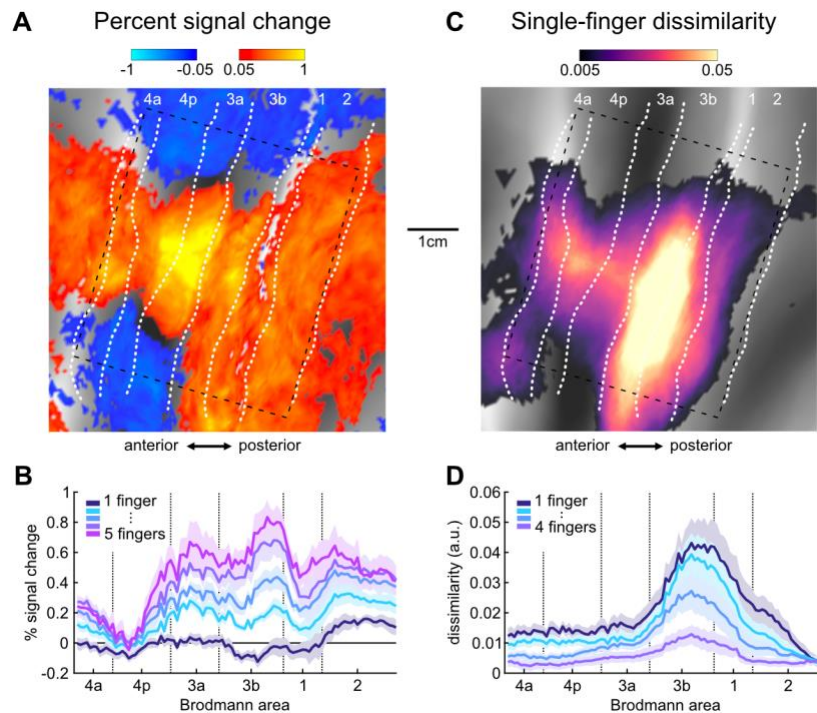 A Percent signal change
-1 -0.05 0.05 1
4a 4p 3a 3b 1 2
anterior posterior
1cm
C Single-finger dissimilarity
0.005 0.05
4a 4p 3a 3b 1 2
anterior posterior
B
1
0.8
0.6
0.4
0.2
0
-0.2
% signal change
1 finger
5 fingers
4a 4p 3a 3b 1 2
Brodmann area
D
0.06
0.05
0.04
0.03
0.02
0.01
0
dissimilarity (a.u.)
1 finger
4 fingers
4a 4p 3a 3b 1 2
Brodmann area